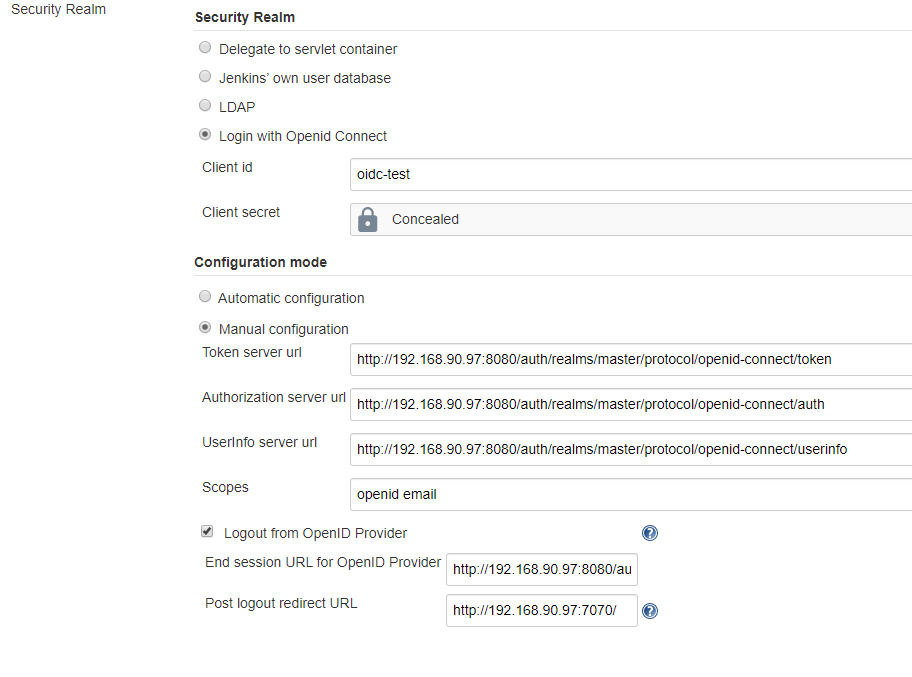 Security Realm
Security Realm
Delegate to servlet container
Jenkins' own user database
LDAP
Login with Openid Connect
Client id
oidc-test
Client secret
Concealed
Configuration mode
Automatic configuration
Manual configuration
Token server url
http://192.168.90.97:8080/auth/realms/master/protocol/openid-connect/token
Authorization server url
http://192.168.90.97:8080/auth/realms/master/protocol/openid-connect/auth
UserInfo server url
http://192.168.90.97:8080/auth/realms/master/protocol/openid-connect/userinfo
Scopes
openid email
Logout from OpenID Provider
?
End session URL for OpenID Provider
http://192.168.90.97:8080/au
Post logout redirect URL
http://192.168.90.97:7070/
?